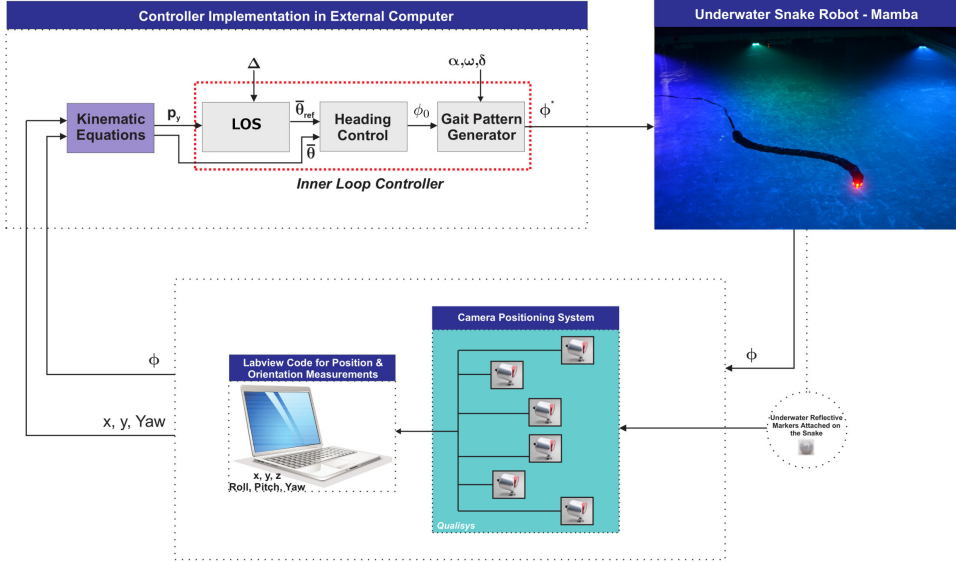 Controller Implementation in External Computer
Underwater Snake Robot - Mamba
Δ
α,ω,δ
Kinematic
Equations
p_y
LOS
θ̅_ref
θ̅
Heading
Control
ϕ_0
Gait Pattern
Generator
ϕ*
Inner Loop Controller
Camera Positioning System
Labview Code for Position &
Orientation Measurements
ϕ
ϕ
x, y, Yaw
Underwater Reflective
Markers Attached on
the Snake
x, y, z
Roll, Pitch, Yaw
Qualisys